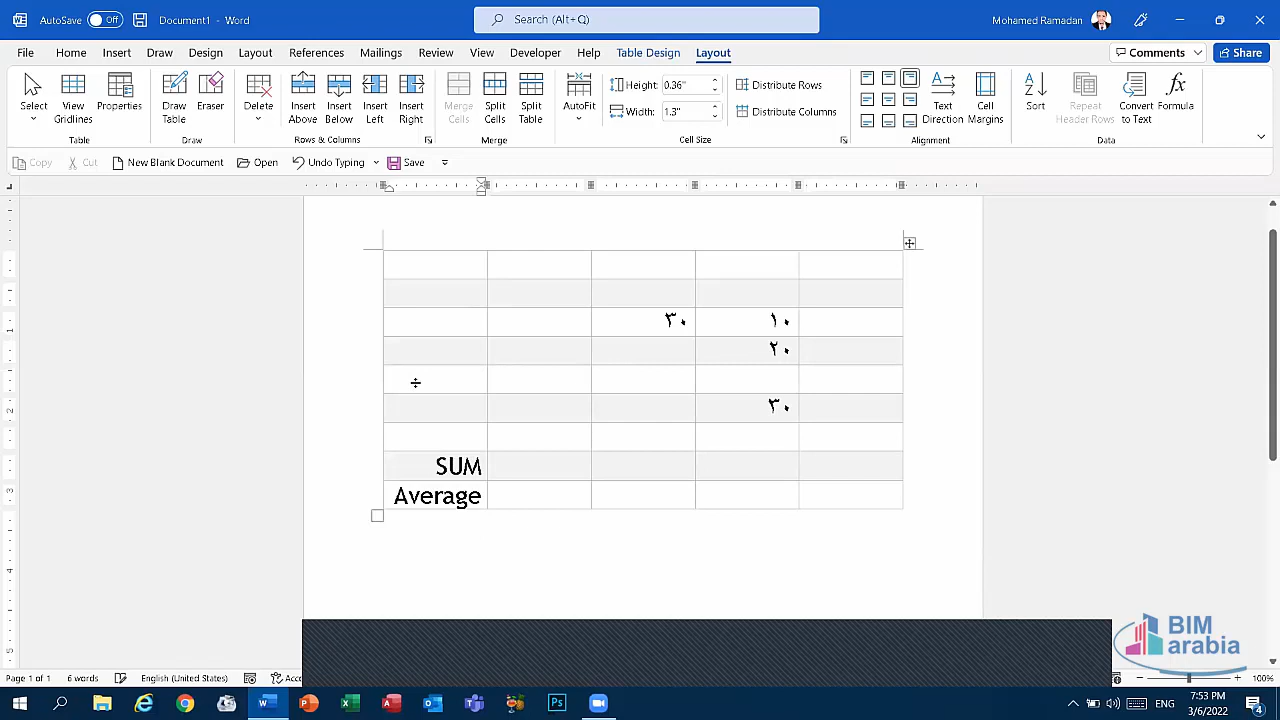 AutoSave Off Document1 - Word Search (Alt+Q) Mohamed Ramadan
File Home Insert Draw Design Layout References Mailings Review View Developer Help Table Design Layout Comments Share
Select View Gridlines Properties Draw Table Eraser Delete Insert Above Insert Below Insert Left Insert Right Merge Cells Split Cells Split Table AutoFit Height: 0.36" Width: 1.3" Distribute Rows Distribute Columns Text Direction Cell Margins Sort Repeat Header Rows Convert to Text Formula
Table Draw Rows & Columns Merge Cell Size Alignment Data
Copy Cut New Blank Document Open Undo Typing Save
٣٠ ١٠
٢٠
٣٠
SUM
Average
BIM
arabia
Page 1 of 1 6 words English (United States) Acce 100%
ENG 7:53 PM
3/6/2022